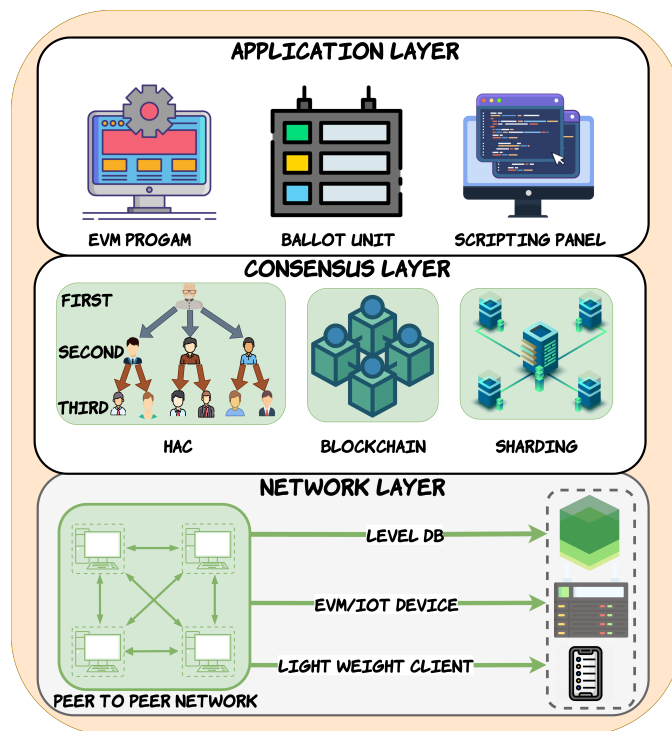 APPLICATION LAYER
EVM PROGAM
BALLOT UNIT
SCRIPTING PANEL
CONSENSUS LAYER
FIRST
SECOND
THIRD
HAC
BLOCKCHAIN
SHARDING
NETWORK LAYER
LEVEL DB
EVM/IOT DEVICE
LIGHT WEIGHT CLIENT
PEER TO PEER NETWORK